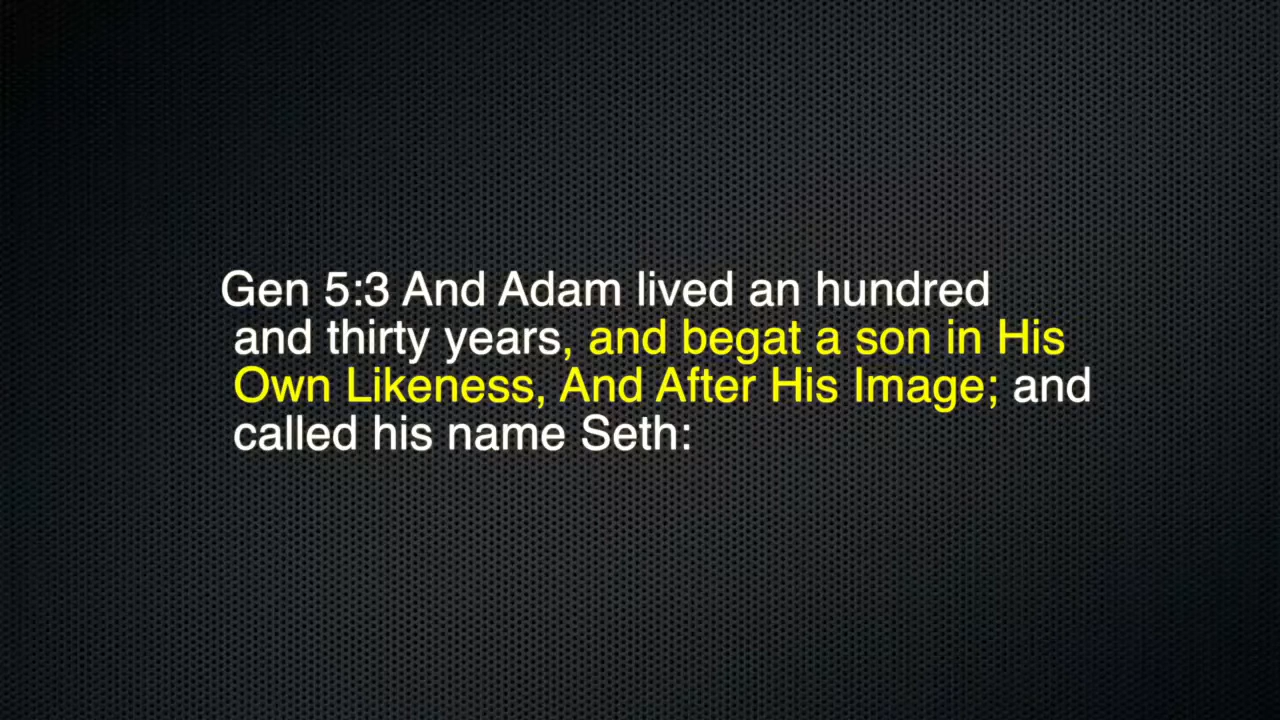 Gen 5:3 And Adam lived an hundred
and thirty years, and begat a son in His
Own Likeness, And After His Image; and
called his name Seth: